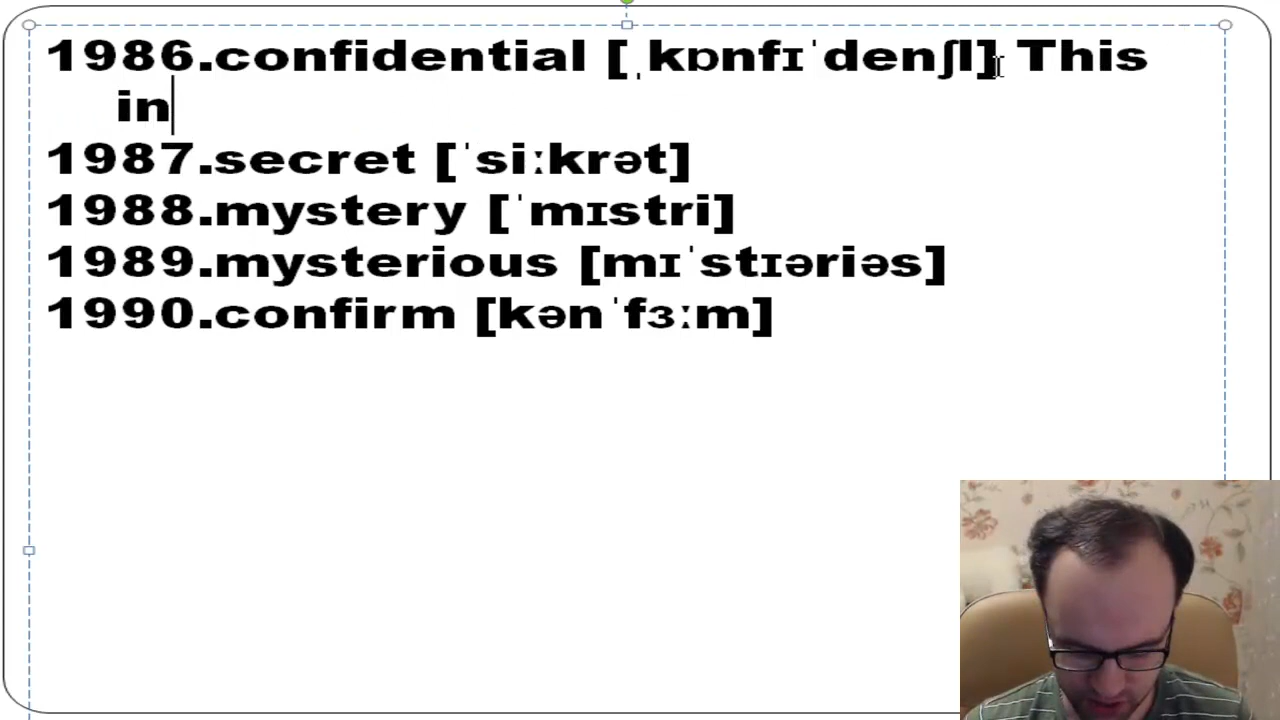 1986.confidential [ˌkɒnfɪˈdenʃl] This
in
1987.secret [ˈsiːkrət]
1988.mystery [ˈmɪstri]
1989.mysterious [mɪˈstɪəriəs]
1990.confirm [kənˈfɜːm]